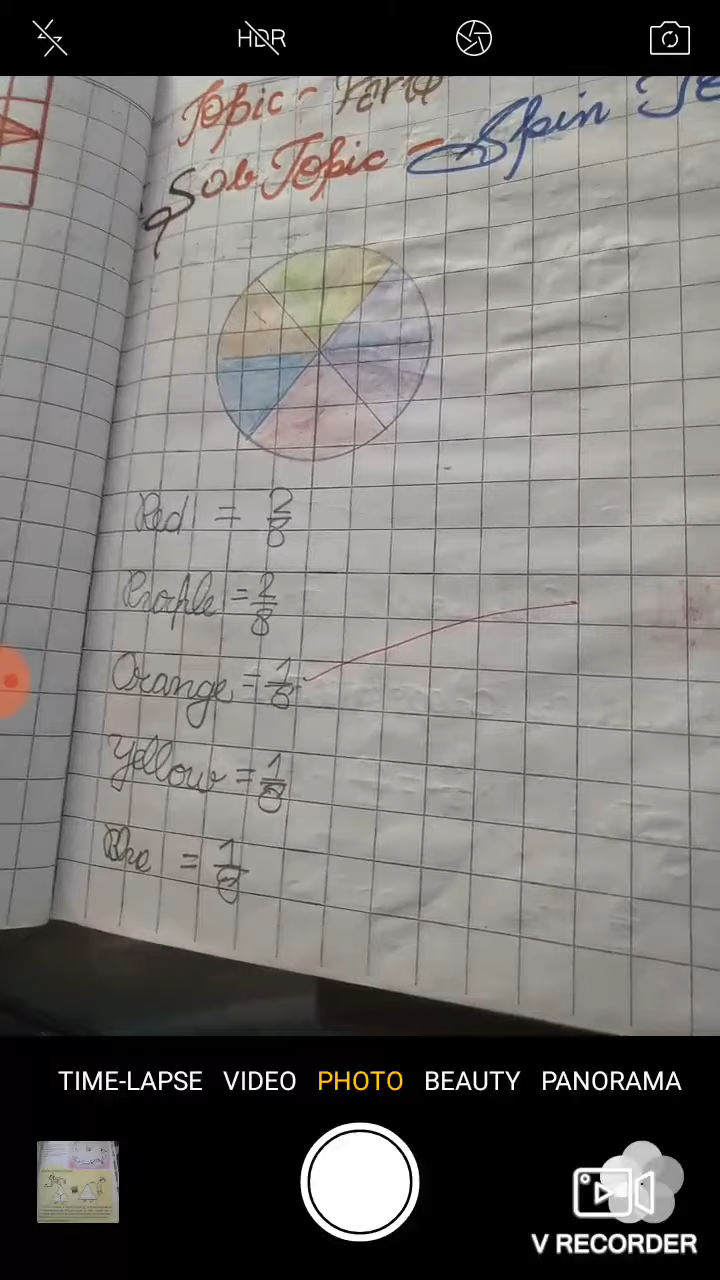 HDR
Topic -
Sub Topic - Spin
Red = 2/8
Purple = 2/8
Orange = 1/8
Yellow = 1/8
Blue = 1/8
TIME-LAPSE VIDEO PHOTO BEAUTY PANORAMA
V RECORDER